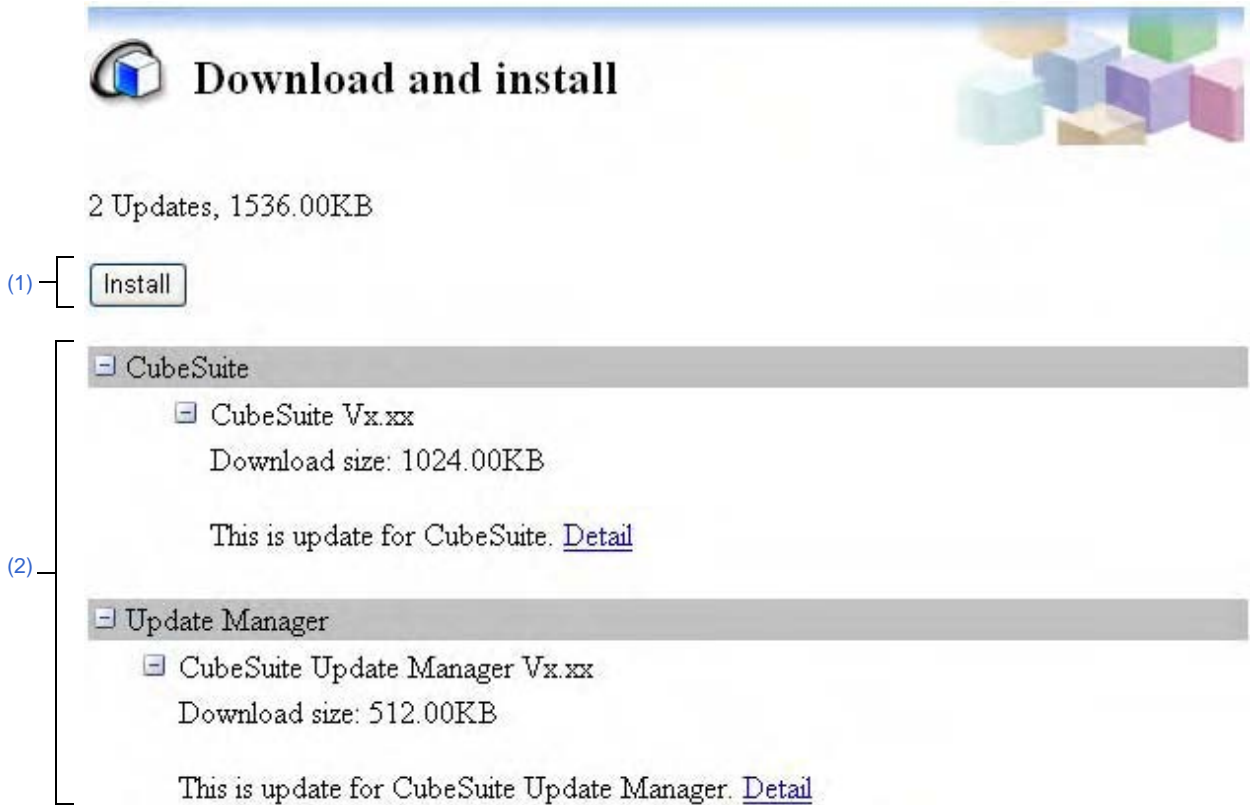 Download and install
2 Updates, 1536.00KB
(1)
Install
CubeSuite
CubeSuite Vx.xx
Download size: 1024.00KB
This is update for CubeSuite. Detail
(2)
Update Manager
CubeSuite Update Manager Vx.xx
Download size: 512.00KB
This is update for CubeSuite Update Manager. Detail